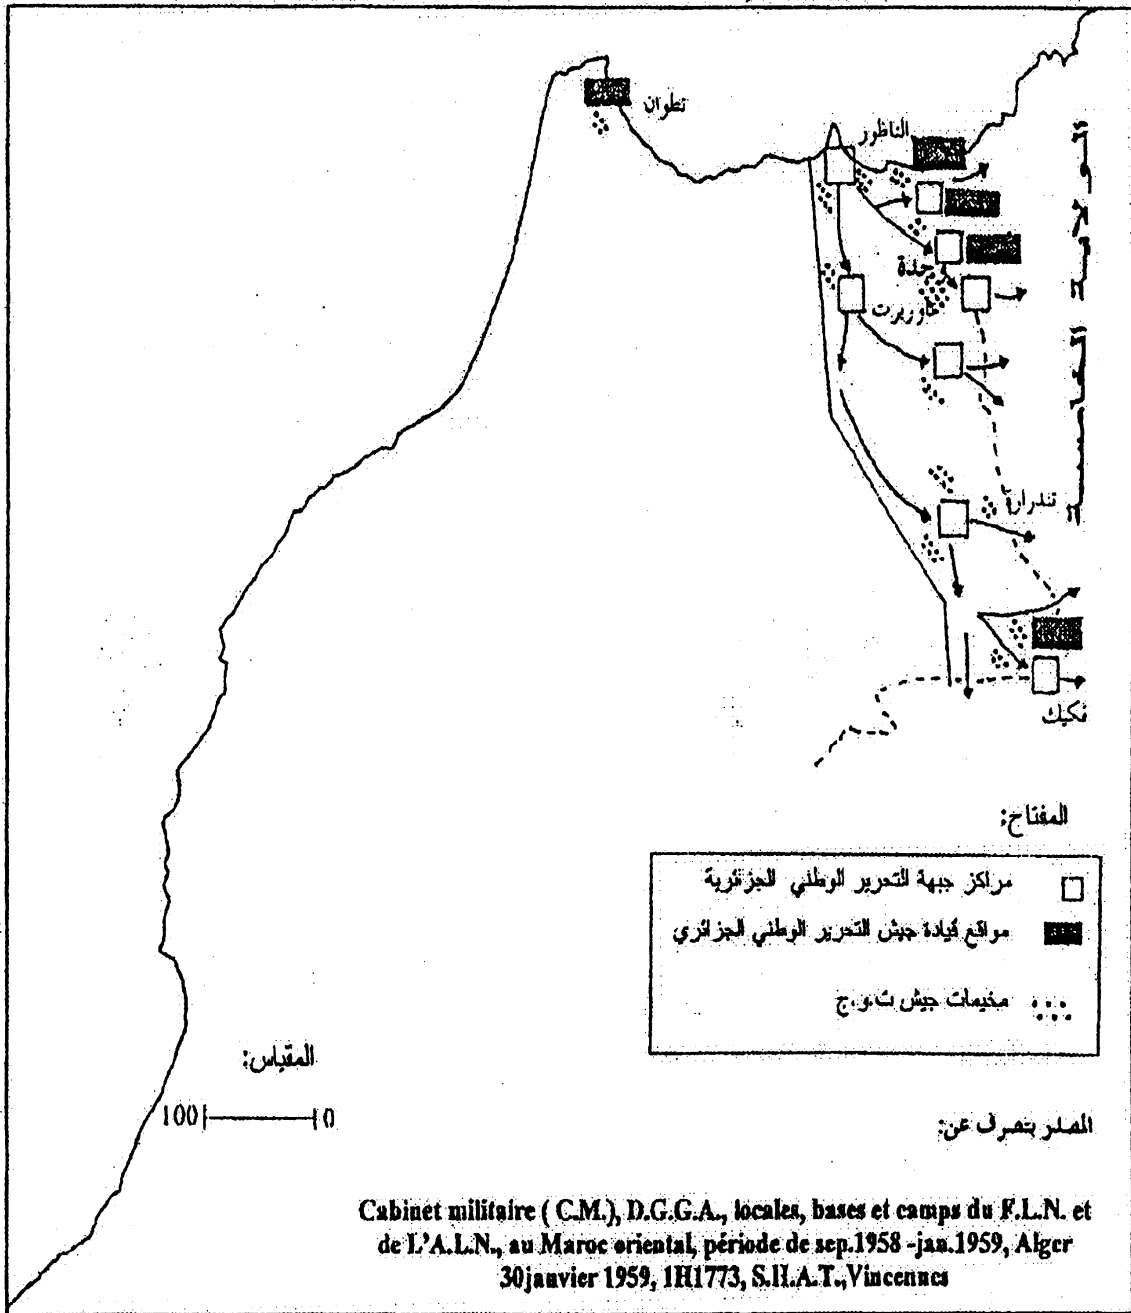 تطوان
الناظور
وجدة
تاوريرت
تندرارة
فكيك
المفتاح:
مراكز جبهة التحرير الوطني الجزائرية
مواقع قيادة جيش التحرير الوطني الجزائري
مخيمات جيش ت.و.ج
المقياس:
100 0
المصدر بتصرف عن:
Cabinet militaire ( C.M.), D.G.G.A., locales, bases et camps du F.L.N. et
de L'A.L.N., au Maroc oriental, période de sep.1958 -jan.1959, Alger
30janvier 1959, 1H1773, S.H.A.T.,Vincennes